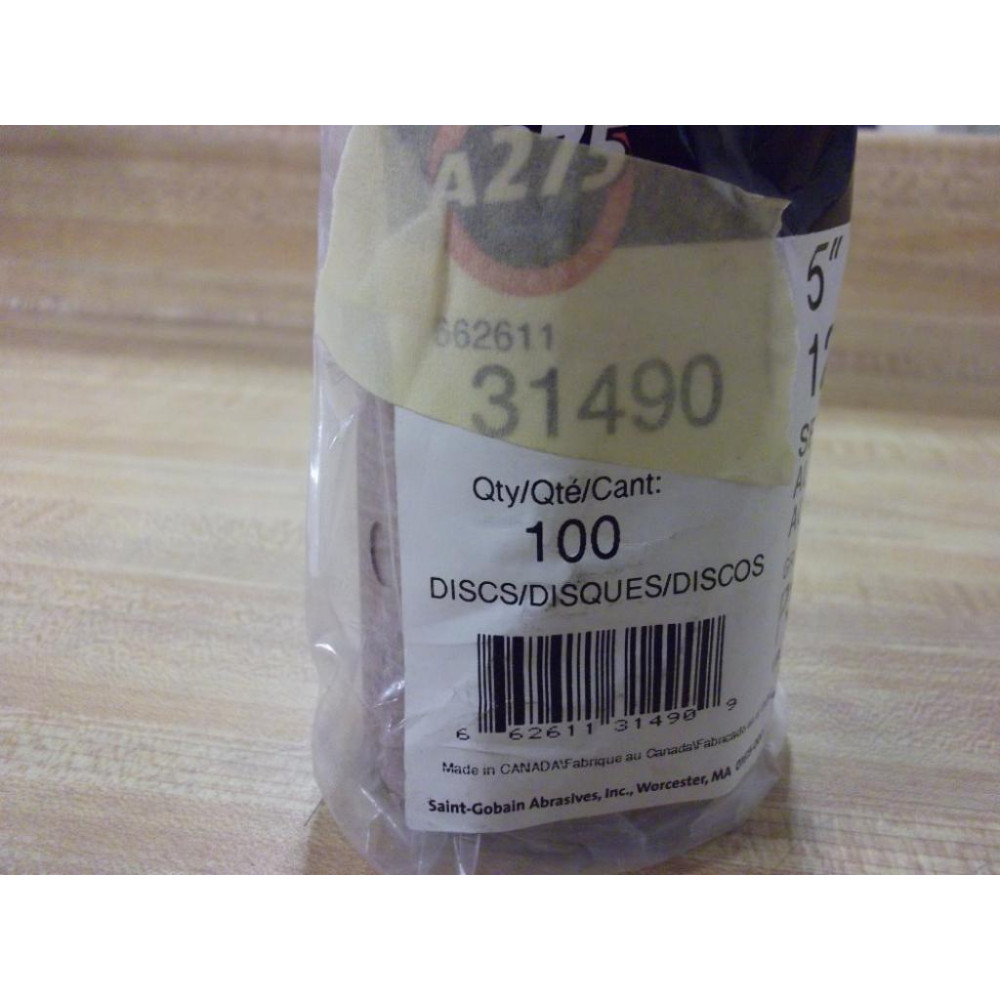 A275
662611
31490
Qty/Qté/Cant:
100
DISCS/DISQUES/DISCOS
6 62611 31490 9
Made in CANADA\Fabrique au Canada\Fabricado
Saint-Gobain Abrasives, Inc., Worcester, MA
5"